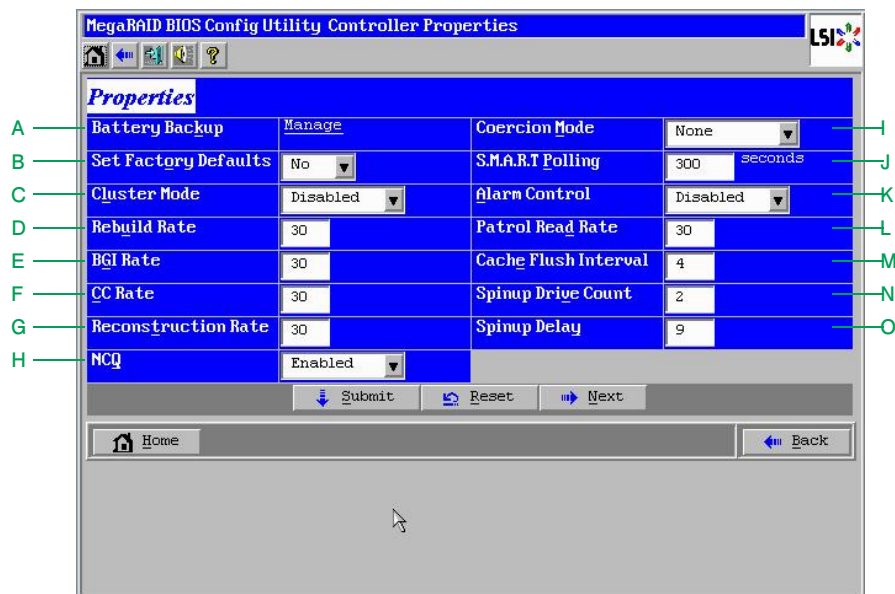 MegaRAID BIOS Config Utility Controller Properties
LSI
Properties
A Battery Backup Manage Coercion Mode None I
B Set Factory Defaults No S.M.A.R.T Polling 300 seconds J
C Cluster Mode Disabled Alarm Control Disabled K
D Rebuild Rate 30 Patrol Read Rate 30 L
E BGI Rate 30 Cache Flush Interval 4 M
F CC Rate 30 Spinup Drive Count 2 N
G Reconstruction Rate 30 Spinup Delay 9 O
H NCQ Enabled
Submit Reset Next
Home Back